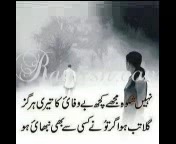 نہیں شکوہ مجھے کچھ بے وفائی کا تیری ہرگز
گلا تب ہو اگر تو نے کسی سے بھی نبھائی ہو